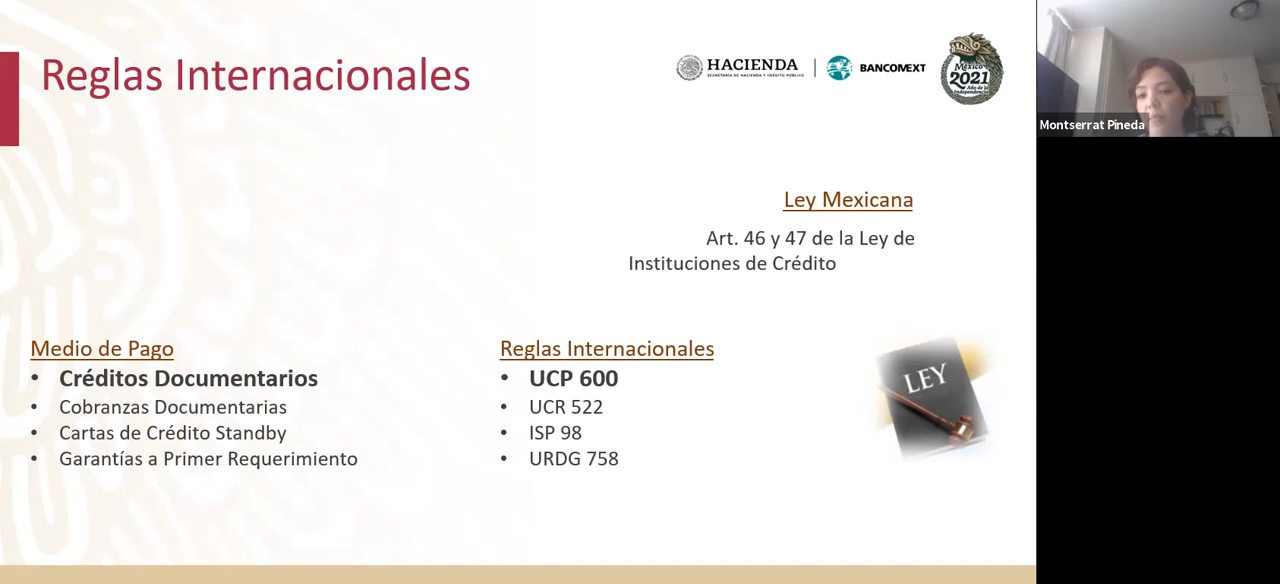 Reglas Internacionales
HACIENDA
SECRETARÍA DE HACIENDA Y CRÉDITO PÚBLICO
BANCOMEXT
México
2021
Año de la
Independencia
Montserrat Pineda
Ley Mexicana
Art. 46 y 47 de la Ley de
Instituciones de Crédito
Medio de Pago
• Créditos Documentarios
• Cobranzas Documentarias
• Cartas de Crédito Standby
• Garantías a Primer Requerimiento
Reglas Internacionales
• UCP 600
• UCR 522
• ISP 98
• URDG 758
LEY